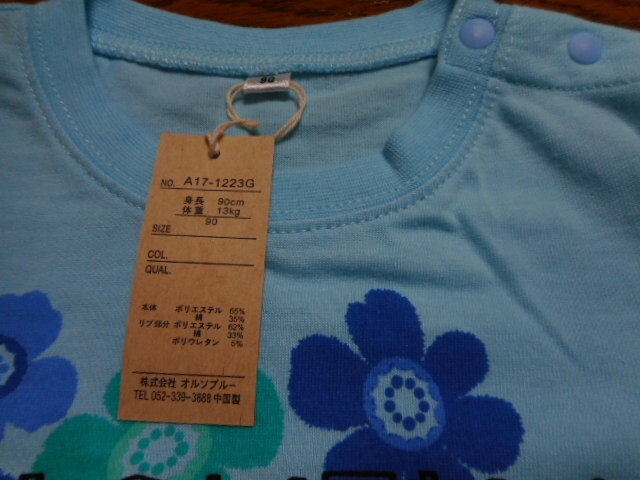 90
NO. A17-1223G
身長 90cm
体重 13kg
90
SIZE
COL.
QUAL.
本体 ポリエステル 65%
綿 35%
リブ部分 ポリエステル 62%
綿 33%
ポリウレタン 5%
株式会社 オルソブルー
TEL 052-339-3888 中国製